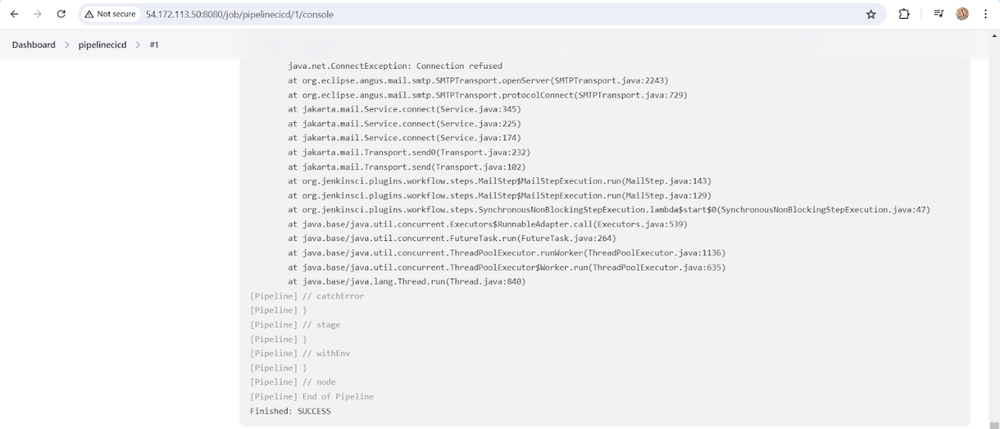 Not secure 54.172.113.50:8080/job/pipelinecicd/1/console
Dashboard > pipelinecicd > #1
java.net.ConnectException: Connection refused
at org.eclipse.angus.mail.smtp.SMTPTransport.openServer(SMTPTransport.java:2243)
at org.eclipse.angus.mail.smtp.SMTPTransport.protocolConnect(SMTPTransport.java:729)
at jakarta.mail.Service.connect(Service.java:345)
at jakarta.mail.Service.connect(Service.java:225)
at jakarta.mail.Service.connect(Service.java:174)
at jakarta.mail.Transport.send0(Transport.java:232)
at jakarta.mail.Transport.send(Transport.java:102)
at org.jenkinsci.plugins.workflow.steps.MailStep$MailStepExecution.run(MailStep.java:143)
at org.jenkinsci.plugins.workflow.steps.MailStep$MailStepExecution.run(MailStep.java:129)
at org.jenkinsci.plugins.workflow.steps.SynchronousNonBlockingStepExecution.lambda$start$0(SynchronousNonBlockingStepExecution.java:47)
at java.base/java.util.concurrent.Executors$RunnableAdapter.call(Executors.java:539)
at java.base/java.util.concurrent.FutureTask.run(FutureTask.java:264)
at java.base/java.util.concurrent.ThreadPoolExecutor.runWorker(ThreadPoolExecutor.java:1136)
at java.base/java.util.concurrent.ThreadPoolExecutor$Worker.run(ThreadPoolExecutor.java:635)
at java.base/java.lang.Thread.run(Thread.java:840)
[Pipeline] // catchError
[Pipeline] }
[Pipeline] // stage
[Pipeline] }
[Pipeline] // withEnv
[Pipeline] }
[Pipeline] // node
[Pipeline] End of Pipeline
Finished: SUCCESS